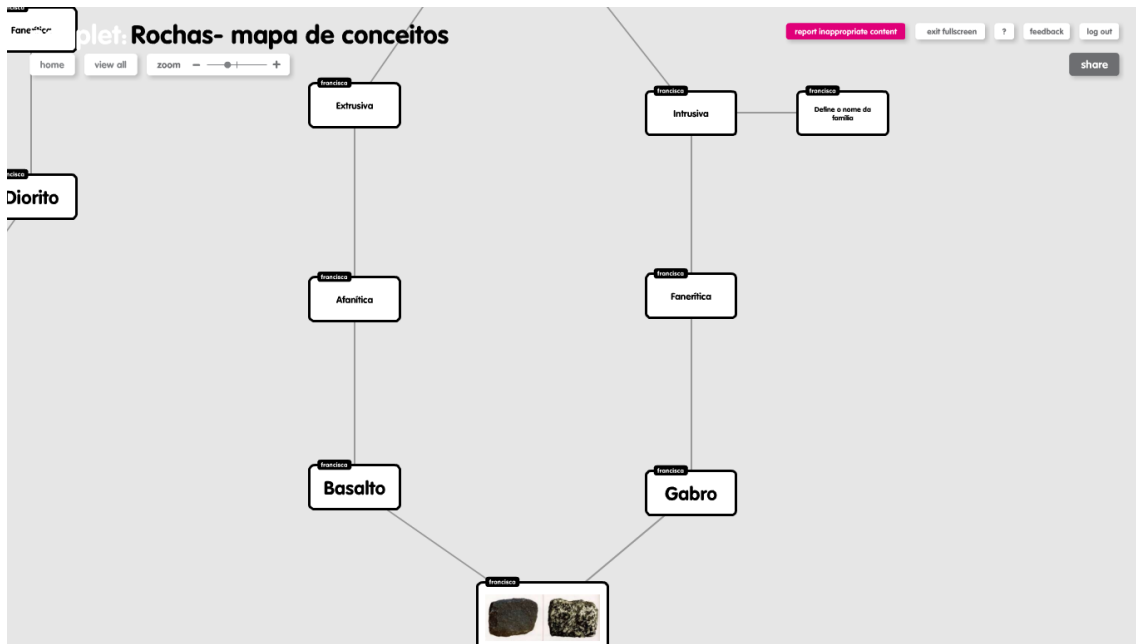 plet: Rochas- mapa de conceitos
report inappropriate content
exit fullscreen
?
feedback
log out
home
view all
zoom
share
francisca
Extrusiva
francisca
Intrusiva
francisca
Define o nome da
família
Diorito
francisca
Afanítica
francisca
Fanerítica
francisca
Basalto
francisca
Gabro
francisca